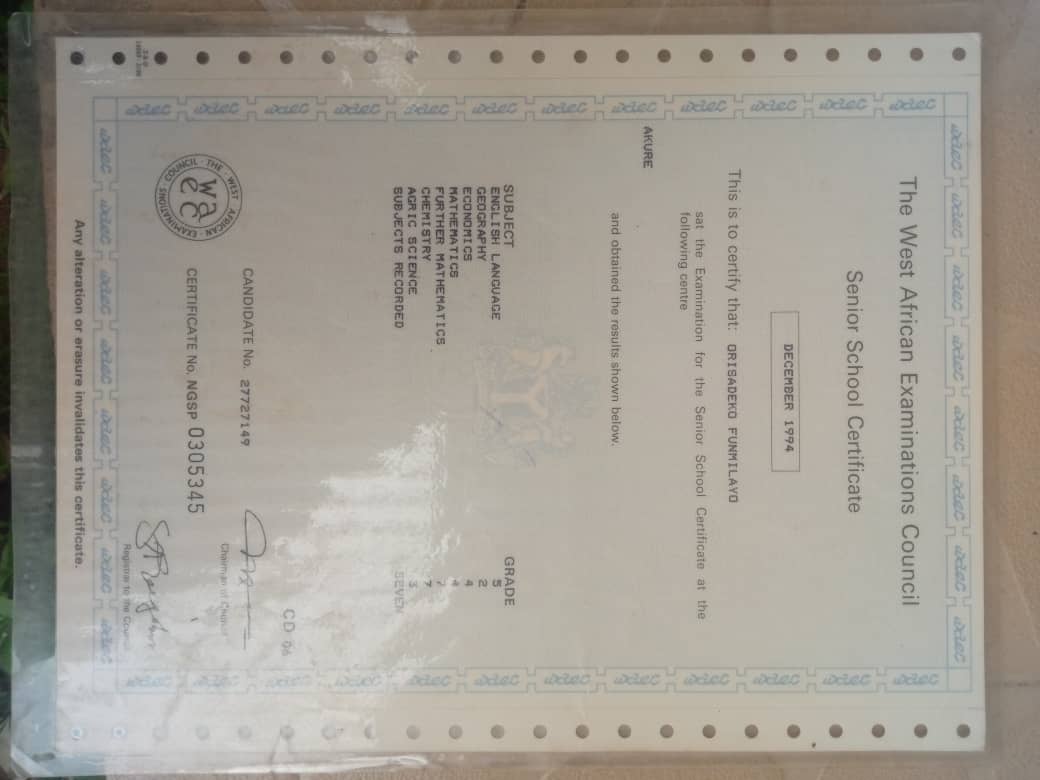 waec waec waec waec waec waec waec waec
The West African Examinations Council
Senior School Certificate
DECEMBER 1994
This is to certify that: ORISADEKO FUNMILAYO
sat the Examination for the Senior School Certificate at the
following centre
AKURE
and obtained the results shown below.
SUBJECT GRADE
ENGLISH LANGUAGE 5
GEOGRAPHY 2
ECONOMICS 4
MATHEMATICS 4
FURTHER MATHEMATICS 7
CHEMISTRY 7
AGRIC SCIENCE 3
SUBJECTS RECORDED SEVEN
CD 06
CANDIDATE No. 27727149
Chairman of Council
THE · WEST AFRICAN EXAMINATIONS COUNCIL
waec
CERTIFICATE No. NGSP 0305345
Registrar to the Council
waec waec waec waec waec waec waec waec
Any alteration or erasure invalidates this certificate.